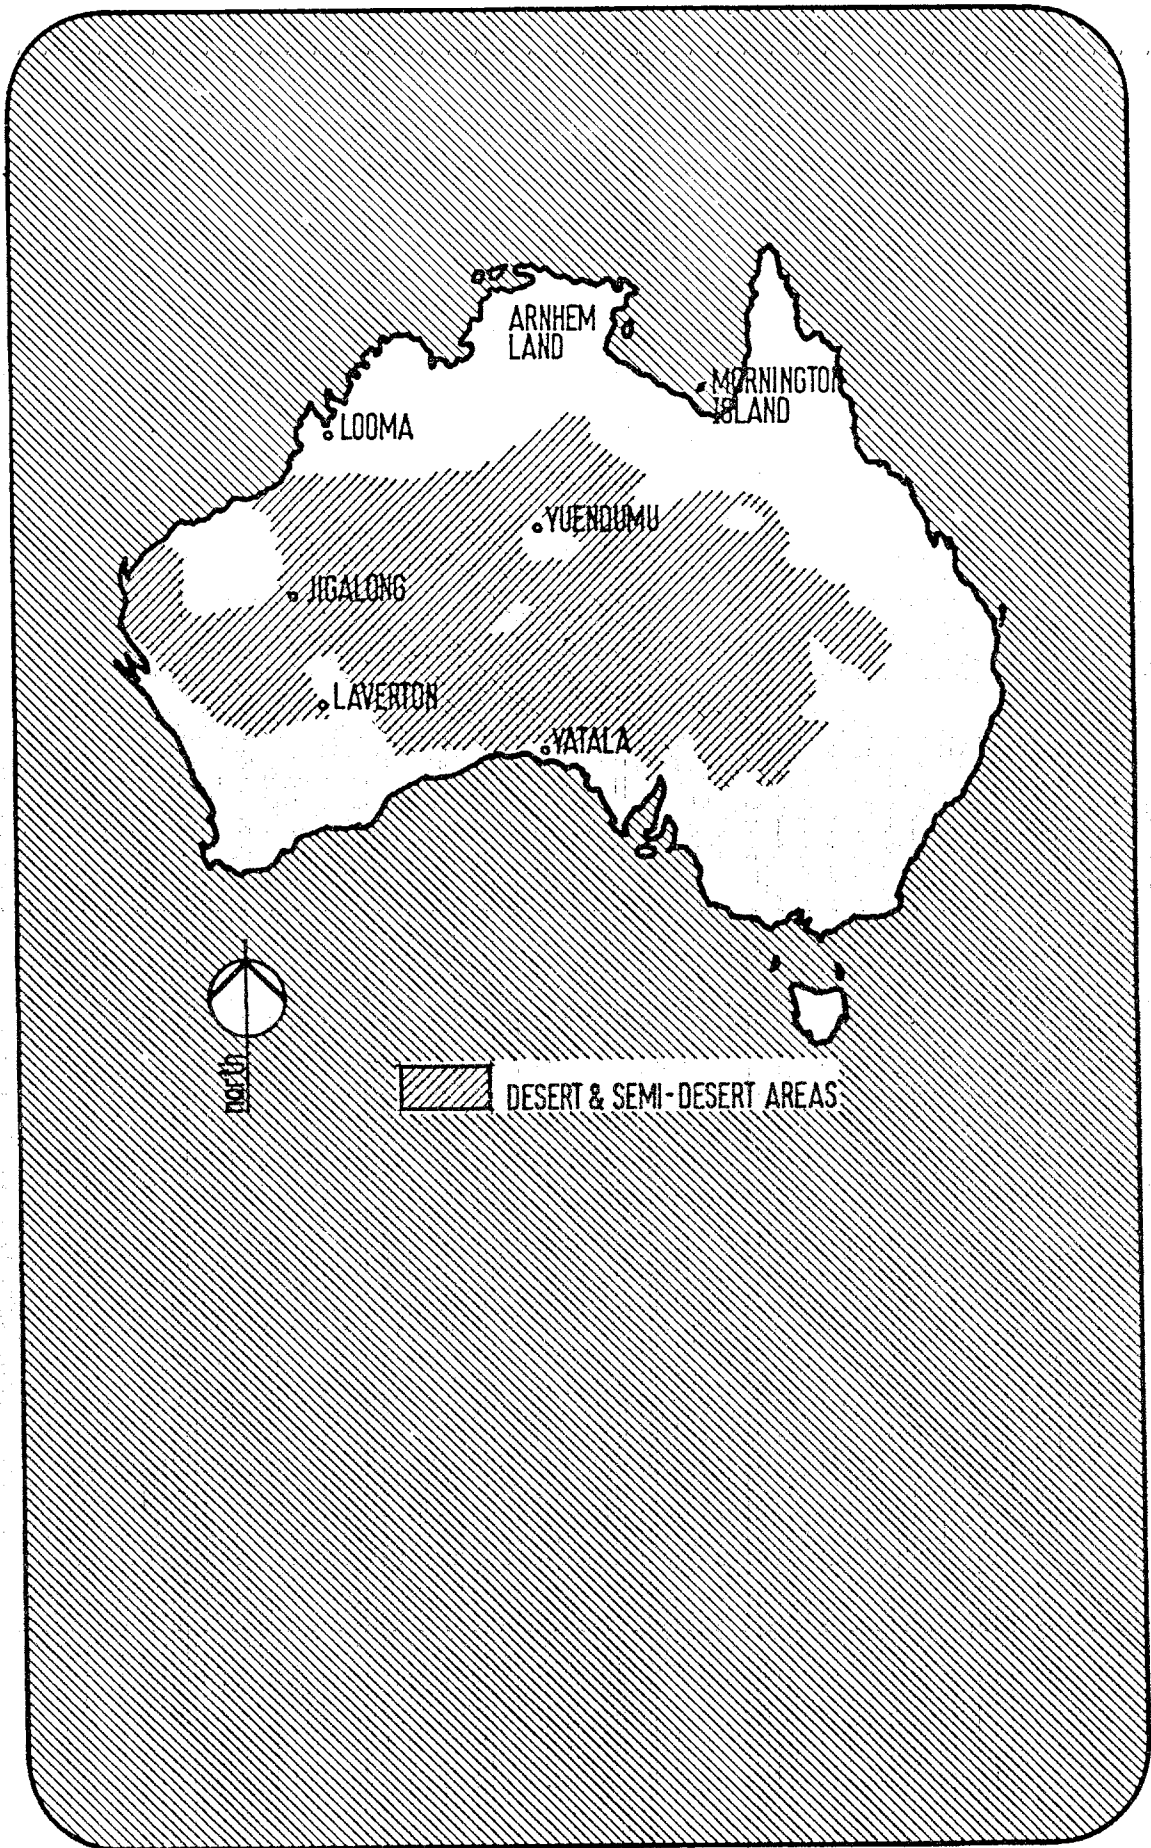 ARNHEM
LAND
MORNINGTON
ISLAND
LOOMA
YUENDUMU
JIGALONG
LAVERTON
YATALA
north
DESERT & SEMI-DESERT AREAS